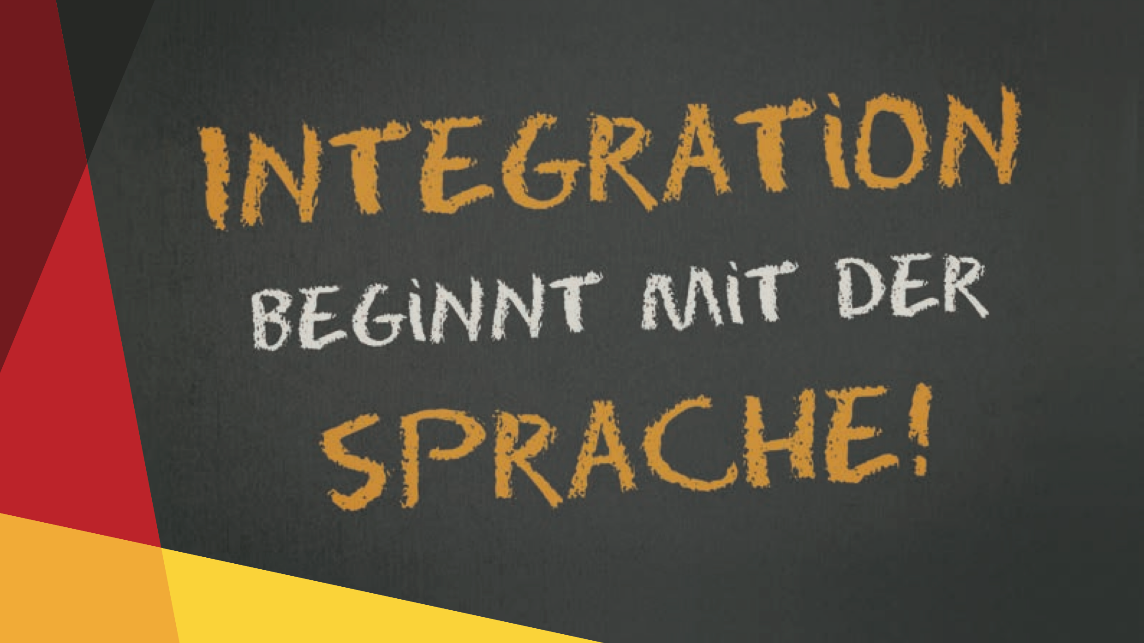 INTEGRATION
BEGINNT MIT DER
SPRACHE!